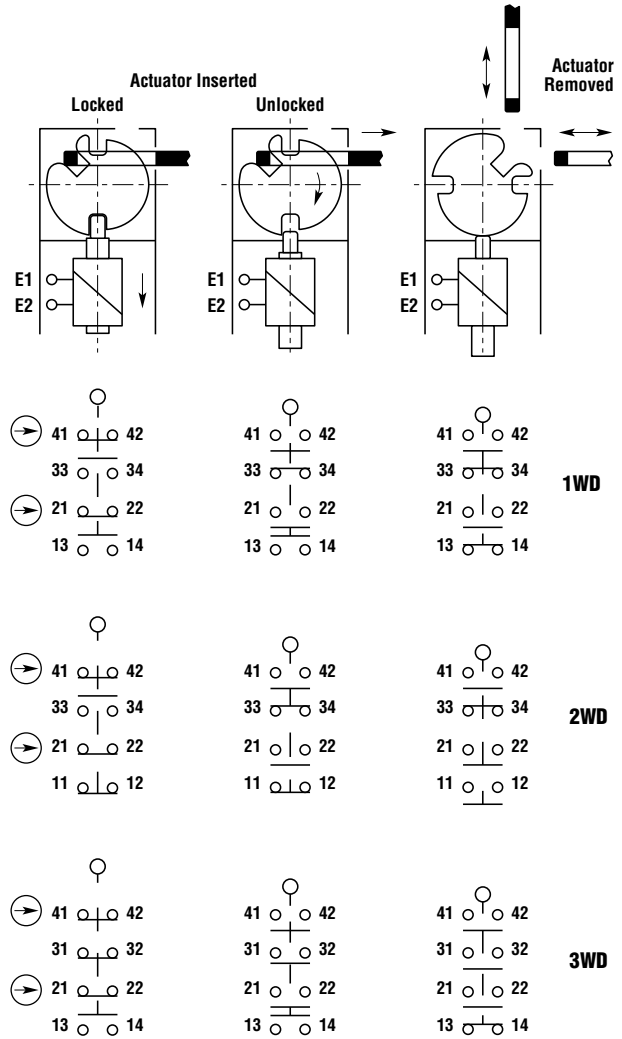 Actuator Inserted
Locked
Unlocked
Actuator
Removed
E1
E2
E1
E2
E1
E2
41 42 41 42 41 42
33 34 33 34 33 34
1WD
21 22 21 22 21 22
13 14 13 14 13 14
41 42 41 42 41 42
33 34 33 34 33 34
2WD
21 22 21 22 21 22
11 12 11 12 11 12
41 42 41 42 41 42
31 32 31 32 31 32
3WD
21 22 21 22 21 22
13 14 13 14 13 14